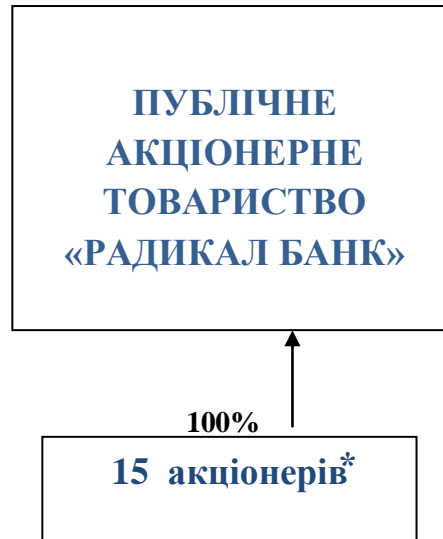 ПУБЛІЧНЕ
АКЦІОНЕРНЕ
ТОВАРИСТВО
«РАДИКАЛ БАНК»
100%
15 акціонерів*